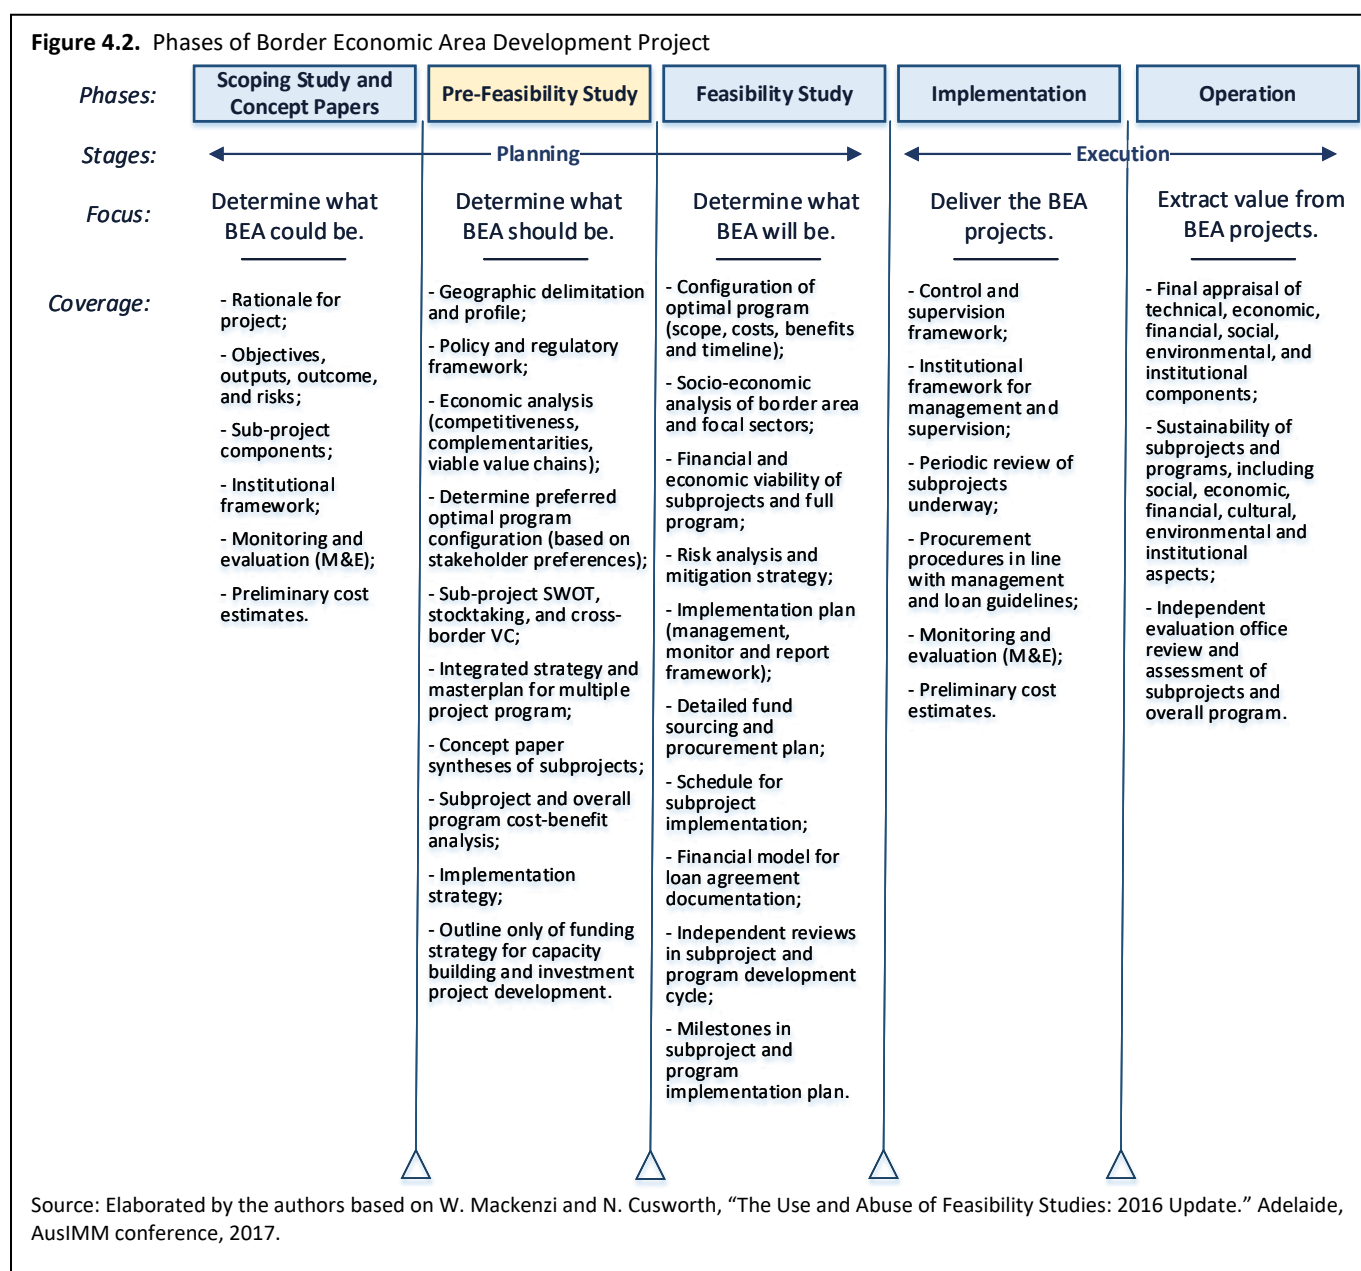 Figure 4.2. Phases of Border Economic Area Development Project
Phases:
Scoping Study and
Concept Papers
Pre-Feasibility Study
Feasibility Study
Implementation
Operation
Stages:
Planning
Execution
Focus:
Determine what
BEA could be.
Determine what
BEA should be.
Determine what
BEA will be.
Deliver the BEA
projects.
Extract value from
BEA projects.
Coverage:
- Rationale for
project;
- Objectives,
outputs, outcome,
and risks;
- Sub-project
components;
- Institutional
framework;
- Monitoring and
evaluation (M&E);
- Preliminary cost
estimates.
- Geographic delimitation
and profile;
- Policy and regulatory
framework;
- Economic analysis
(competitiveness,
complementarities,
viable value chains);
- Determine preferred
optimal program
configuration (based on
stakeholder preferences);
- Sub-project SWOT,
stocktaking, and cross-
border VC;
- Integrated strategy and
masterplan for multiple
project program;
- Concept paper
syntheses of subprojects;
- Subproject and overall
program cost-benefit
analysis;
- Implementation
strategy;
- Outline only of funding
strategy for capacity
building and investment
project development.
- Configuration of
optimal program
(scope, costs, benefits
and timeline);
- Socio-economic
analysis of border area
and focal sectors;
- Financial and
economic viability of
subprojects and full
program;
- Risk analysis and
mitigation strategy;
- Implementation plan
(management,
monitor and report
framework);
- Detailed fund
sourcing and
procurement plan;
- Schedule for
subproject
implementation;
- Financial model for
loan agreement
documentation;
- Independent reviews
in subproject and
program development
cycle;
- Milestones in
subproject and
program
implementation plan.
- Control and
supervision
framework;
- Institutional
framework for
management and
supervision;
- Periodic review of
subprojects
underway;
- Procurement
procedures in line
with management
and loan guidelines;
- Monitoring and
evaluation (M&E);
- Preliminary cost
estimates.
- Final appraisal of
technical, economic,
financial, social,
environmental, and
institutional
components;
- Sustainability of
subprojects and
programs, including
social, economic,
financial, cultural,
environmental and
institutional
aspects;
- Independent
evaluation office
review and
assessment of
subprojects and
overall program.
Source: Elaborated by the authors based on W. Mackenzi and N. Cusworth, “The Use and Abuse of Feasibility Studies: 2016 Update.” Adelaide,
AusIMM conference, 2017.